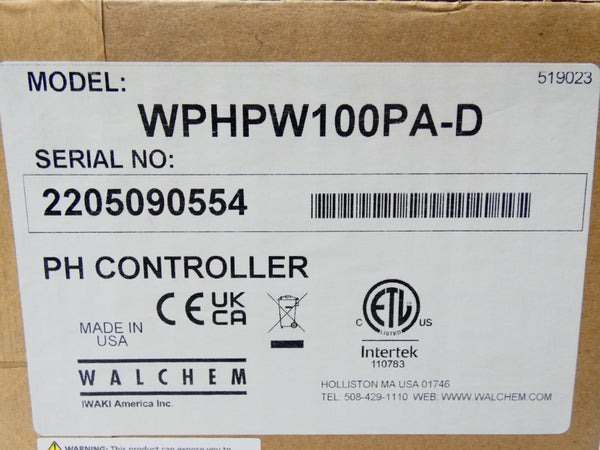 MODEL: 519023
WPHPW100PA-D
SERIAL NO:
2205090554
PH CONTROLLER
CE UK CA
MADE IN
USA
C ETL US
LISTED
Intertek
110783
WALCHEM
IWAKI America Inc.
HOLLISTON MA USA 01746
TEL: 508-429-1110 WEB: WWW.WALCHEM.COM
WARNING: This product can expose you to